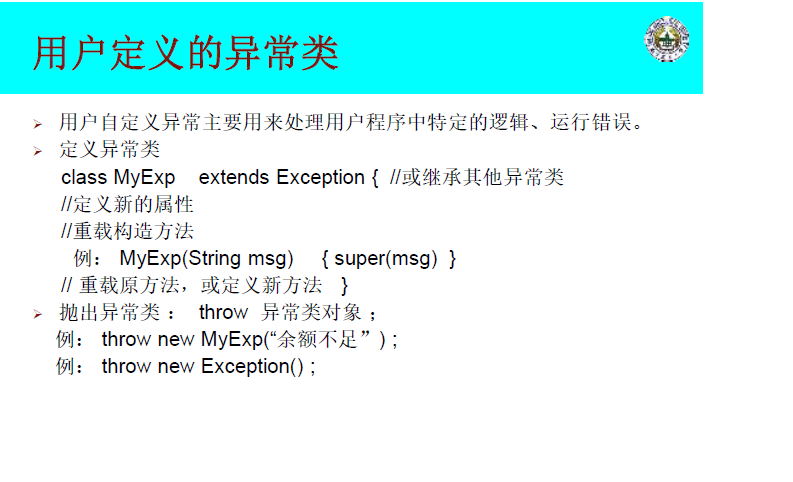 用户定义的异常类
用户自定义异常主要用来处理用户程序中特定的逻辑、运行错误。
定义异常类
class MyExp extends Exception { //或继承其他异常类
//定义新的属性
//重载构造方法
例： MyExp(String msg) { super(msg) }
// 重载原方法，或定义新方法 }
抛出异常类： throw 异常类对象；
例： throw new MyExp(“余额不足”) ;
例： throw new Exception() ;